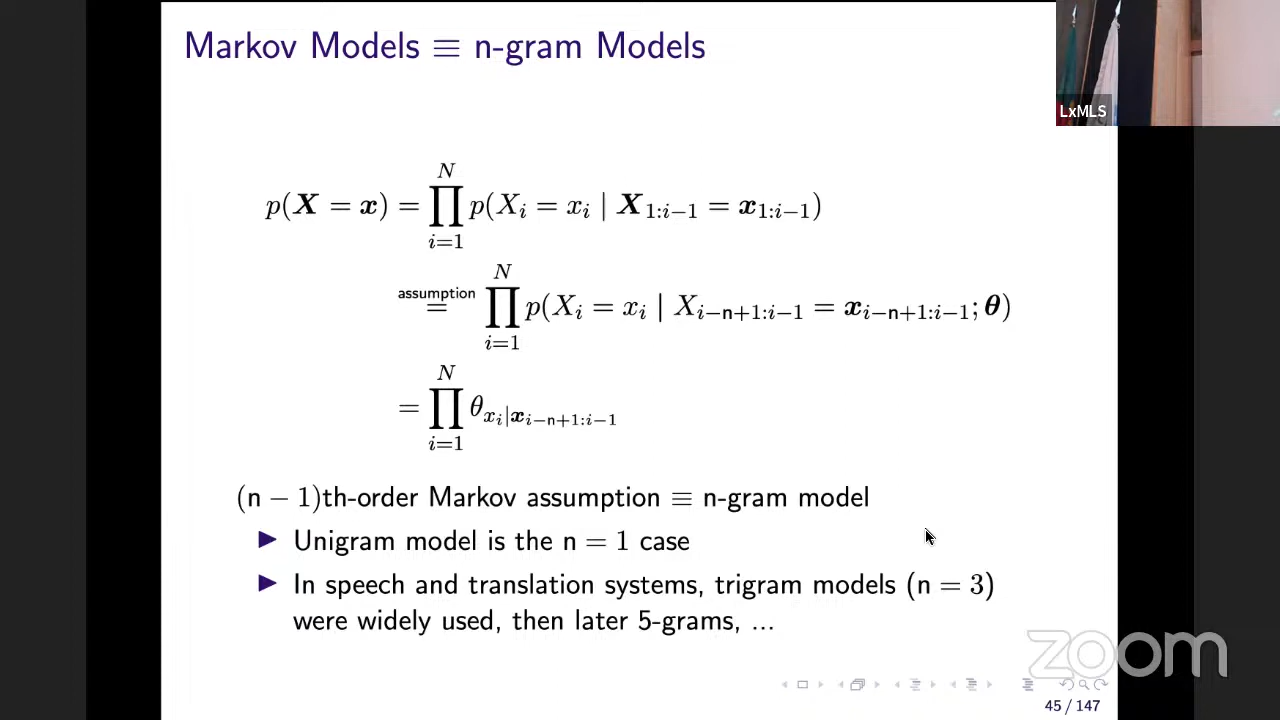 Markov Models ≡ n-gram Models
LxMLS
p(X = x) = ∏_{i=1}^{N} p(X_i = x_i | X_{1:i−1} = x_{1:i−1})
assumption
= ∏_{i=1}^{N} p(X_i = x_i | X_{i−n+1:i−1} = x_{i−n+1:i−1}; θ)
= ∏_{i=1}^{N} θ_{x_i|x_{i−n+1:i−1}}
(n − 1)th-order Markov assumption ≡ n-gram model
▶ Unigram model is the n = 1 case
▶ In speech and translation systems, trigram models (n = 3)
were widely used, then later 5-grams, ...
zoom
45 / 147